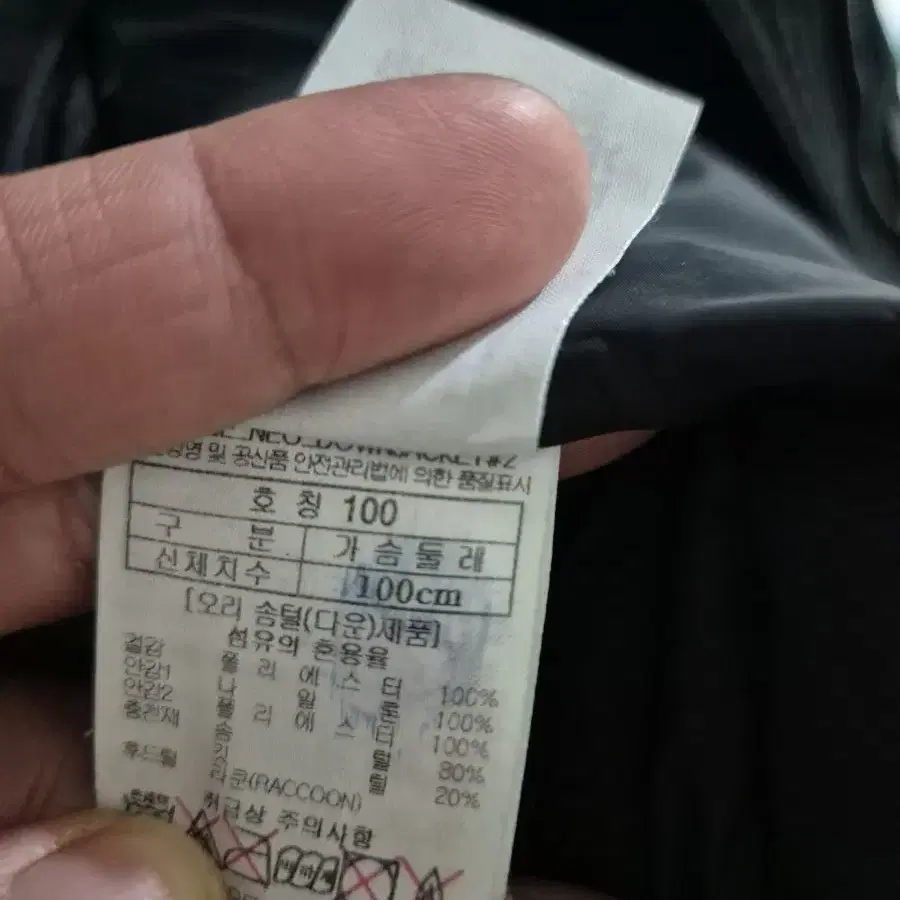 NEO_DOWNJACKET#2
및 공산품 안전관리법에 의한 품질표시
호 칭 100
구 분 가 슴 둘 레
신체치수 100cm
[오리 솜털(다운)제품]
섬유의 혼용율
겉감 폴 리 에 스 터 100%
안감1 나 일 론 100%
안감2 폴 리 에 스 터 100%
충전재 솜 털 80%
깃 털 20%
후드털 라쿤(RACCOON)
취급상 주의사항